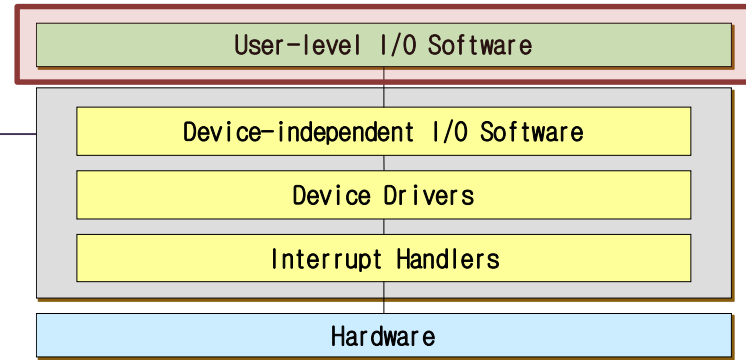 User-level I/O Software
Device-independent I/O Software
Device Drivers
Interrupt Handlers
Hardware